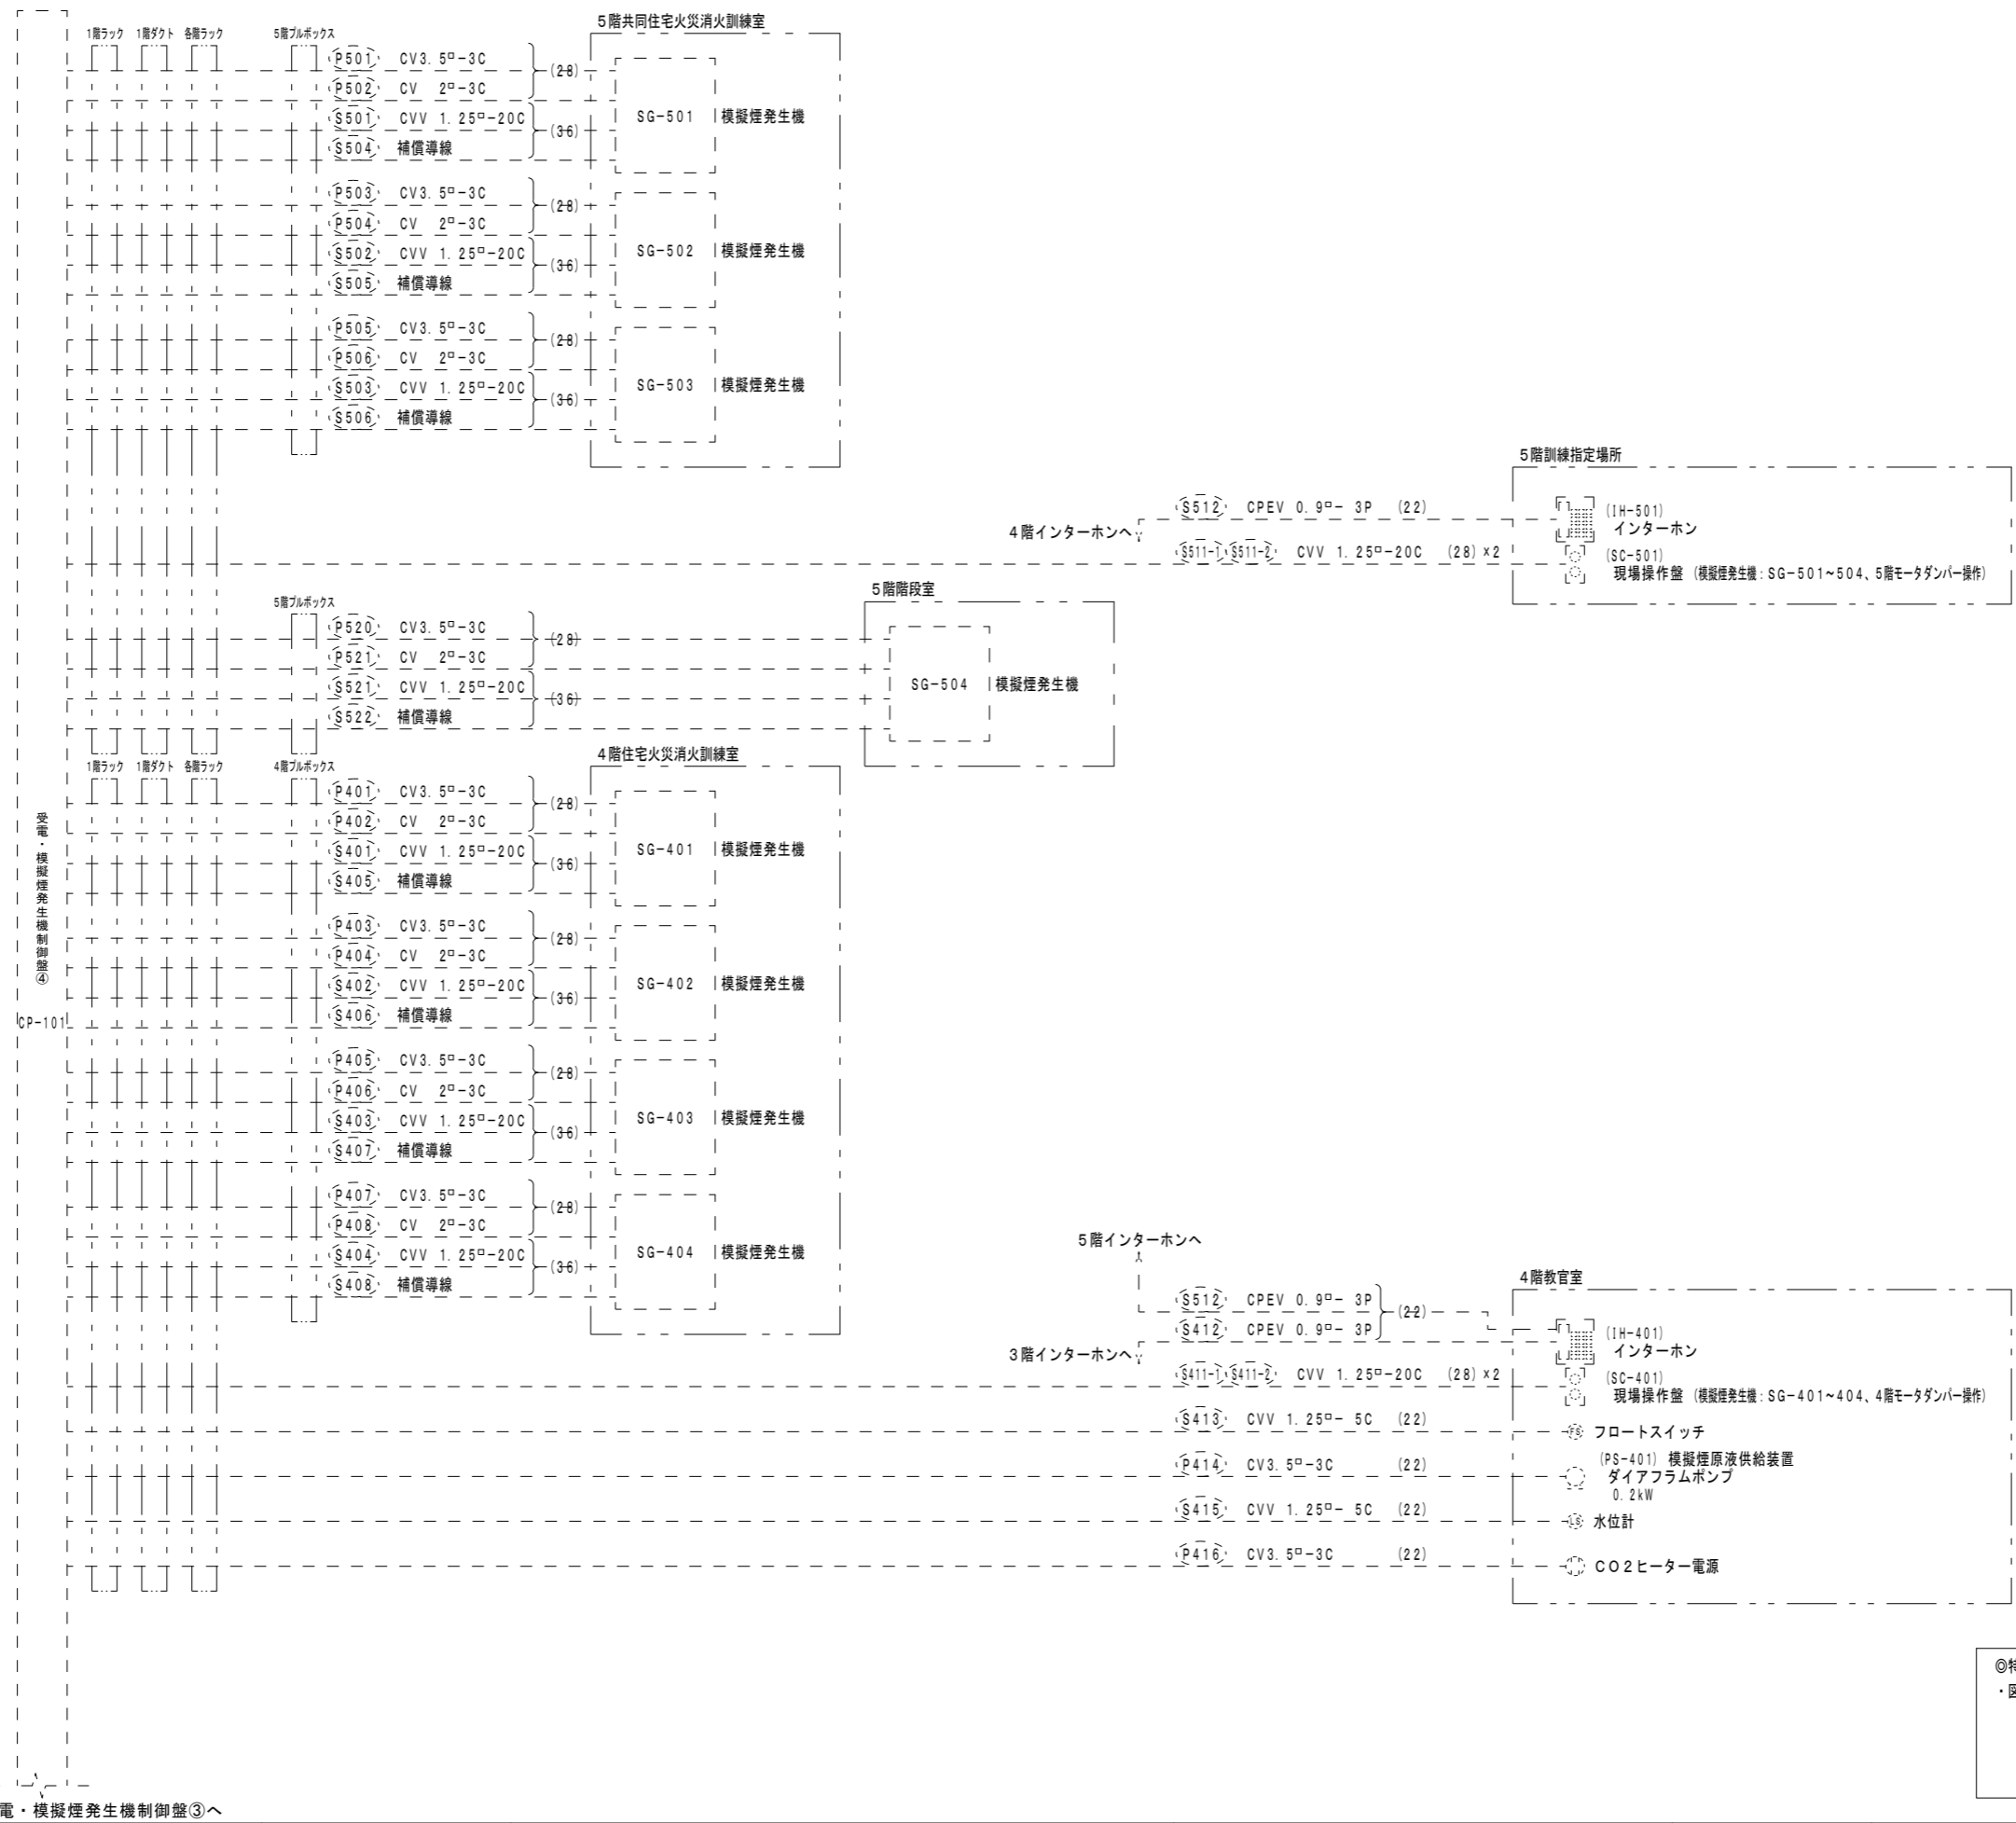 5階共同住宅火災消火訓練室
1階ラック 1階ダクト 各階ラック 5階プルボックス
P501 CV3.5□-3C
(28)
P502 CV 2□-3C
SG-501 模擬煙発生機
S501 CVV 1.25□-20C
(36)
S504 補償導線
P503 CV3.5□-3C
(28)
P504 CV 2□-3C
SG-502 模擬煙発生機
S502 CVV 1.25□-20C
(36)
S505 補償導線
P505 CV3.5□-3C
(28)
P506 CV 2□-3C
SG-503 模擬煙発生機
S503 CVV 1.25□-20C
(36)
S506 補償導線
5階訓練指定場所
S512 CPEV 0.9□- 3P (22)
(IH-501)
インターホン
4階インターホンへ
S511-1 S511-2 CVV 1.25□-20C (28)×2
(SC-501)
現場操作盤 (模擬煙発生機:SG-501~504、5階モータダンパー操作)
5階階段室
5階プルボックス
P520 CV3.5□-3C
(28)
P521 CV 2□-3C
SG-504 模擬煙発生機
S521 CVV 1.25□-20C
(36)
S522 補償導線
4階住宅火災消火訓練室
1階ラック 1階ダクト 各階ラック 4階プルボックス
P401 CV3.5□-3C
(28)
P402 CV 2□-3C
SG-401 模擬煙発生機
S401 CVV 1.25□-20C
(36)
S405 補償導線
受電・模擬煙発生機制御盤④
CP-101
P403 CV3.5□-3C
(28)
P404 CV 2□-3C
SG-402 模擬煙発生機
S402 CVV 1.25□-20C
(36)
S406 補償導線
P405 CV3.5□-3C
(28)
P406 CV 2□-3C
SG-403 模擬煙発生機
S403 CVV 1.25□-20C
(36)
S407 補償導線
P407 CV3.5□-3C
(28)
P408 CV 2□-3C
SG-404 模擬煙発生機
S404 CVV 1.25□-20C
(36)
S408 補償導線
5階インターホンへ
4階教官室
S512 CPEV 0.9□- 3P
(22)
S412 CPEV 0.9□- 3P
(IH-401)
インターホン
3階インターホンへ
S411-1 S411-2 CVV 1.25□-20C (28)×2
(SC-401)
現場操作盤 (模擬煙発生機:SG-401~404、4階モータダンパー操作)
S413 CVV 1.25□- 5C (22)
FS フロートスイッチ
P414 CV3.5□-3C (22)
(PS-401) 模擬煙原液供給装置
ダイアフラムポンプ
0.2kW
S415 CVV 1.25□- 5C (22)
LS 水位計
P416 CV3.5□-3C (22)
CO2ヒーター電源
◎特
・図
電・模擬煙発生機制御盤③へ